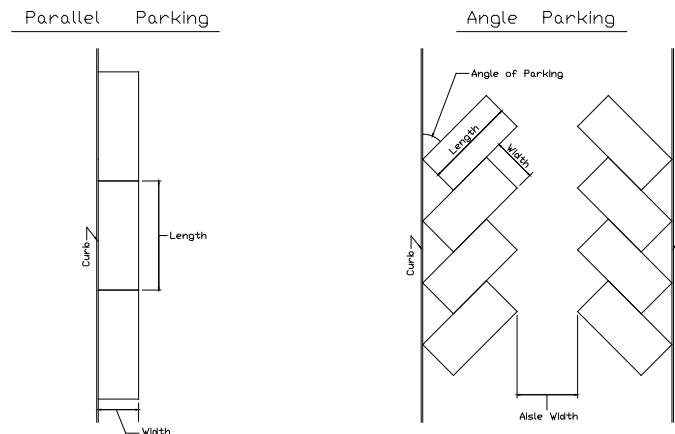 Parallel Parking
Angle Parking
Angle of Parking
Length
Width
Curb
Length
Curb
Aisle Width
Width